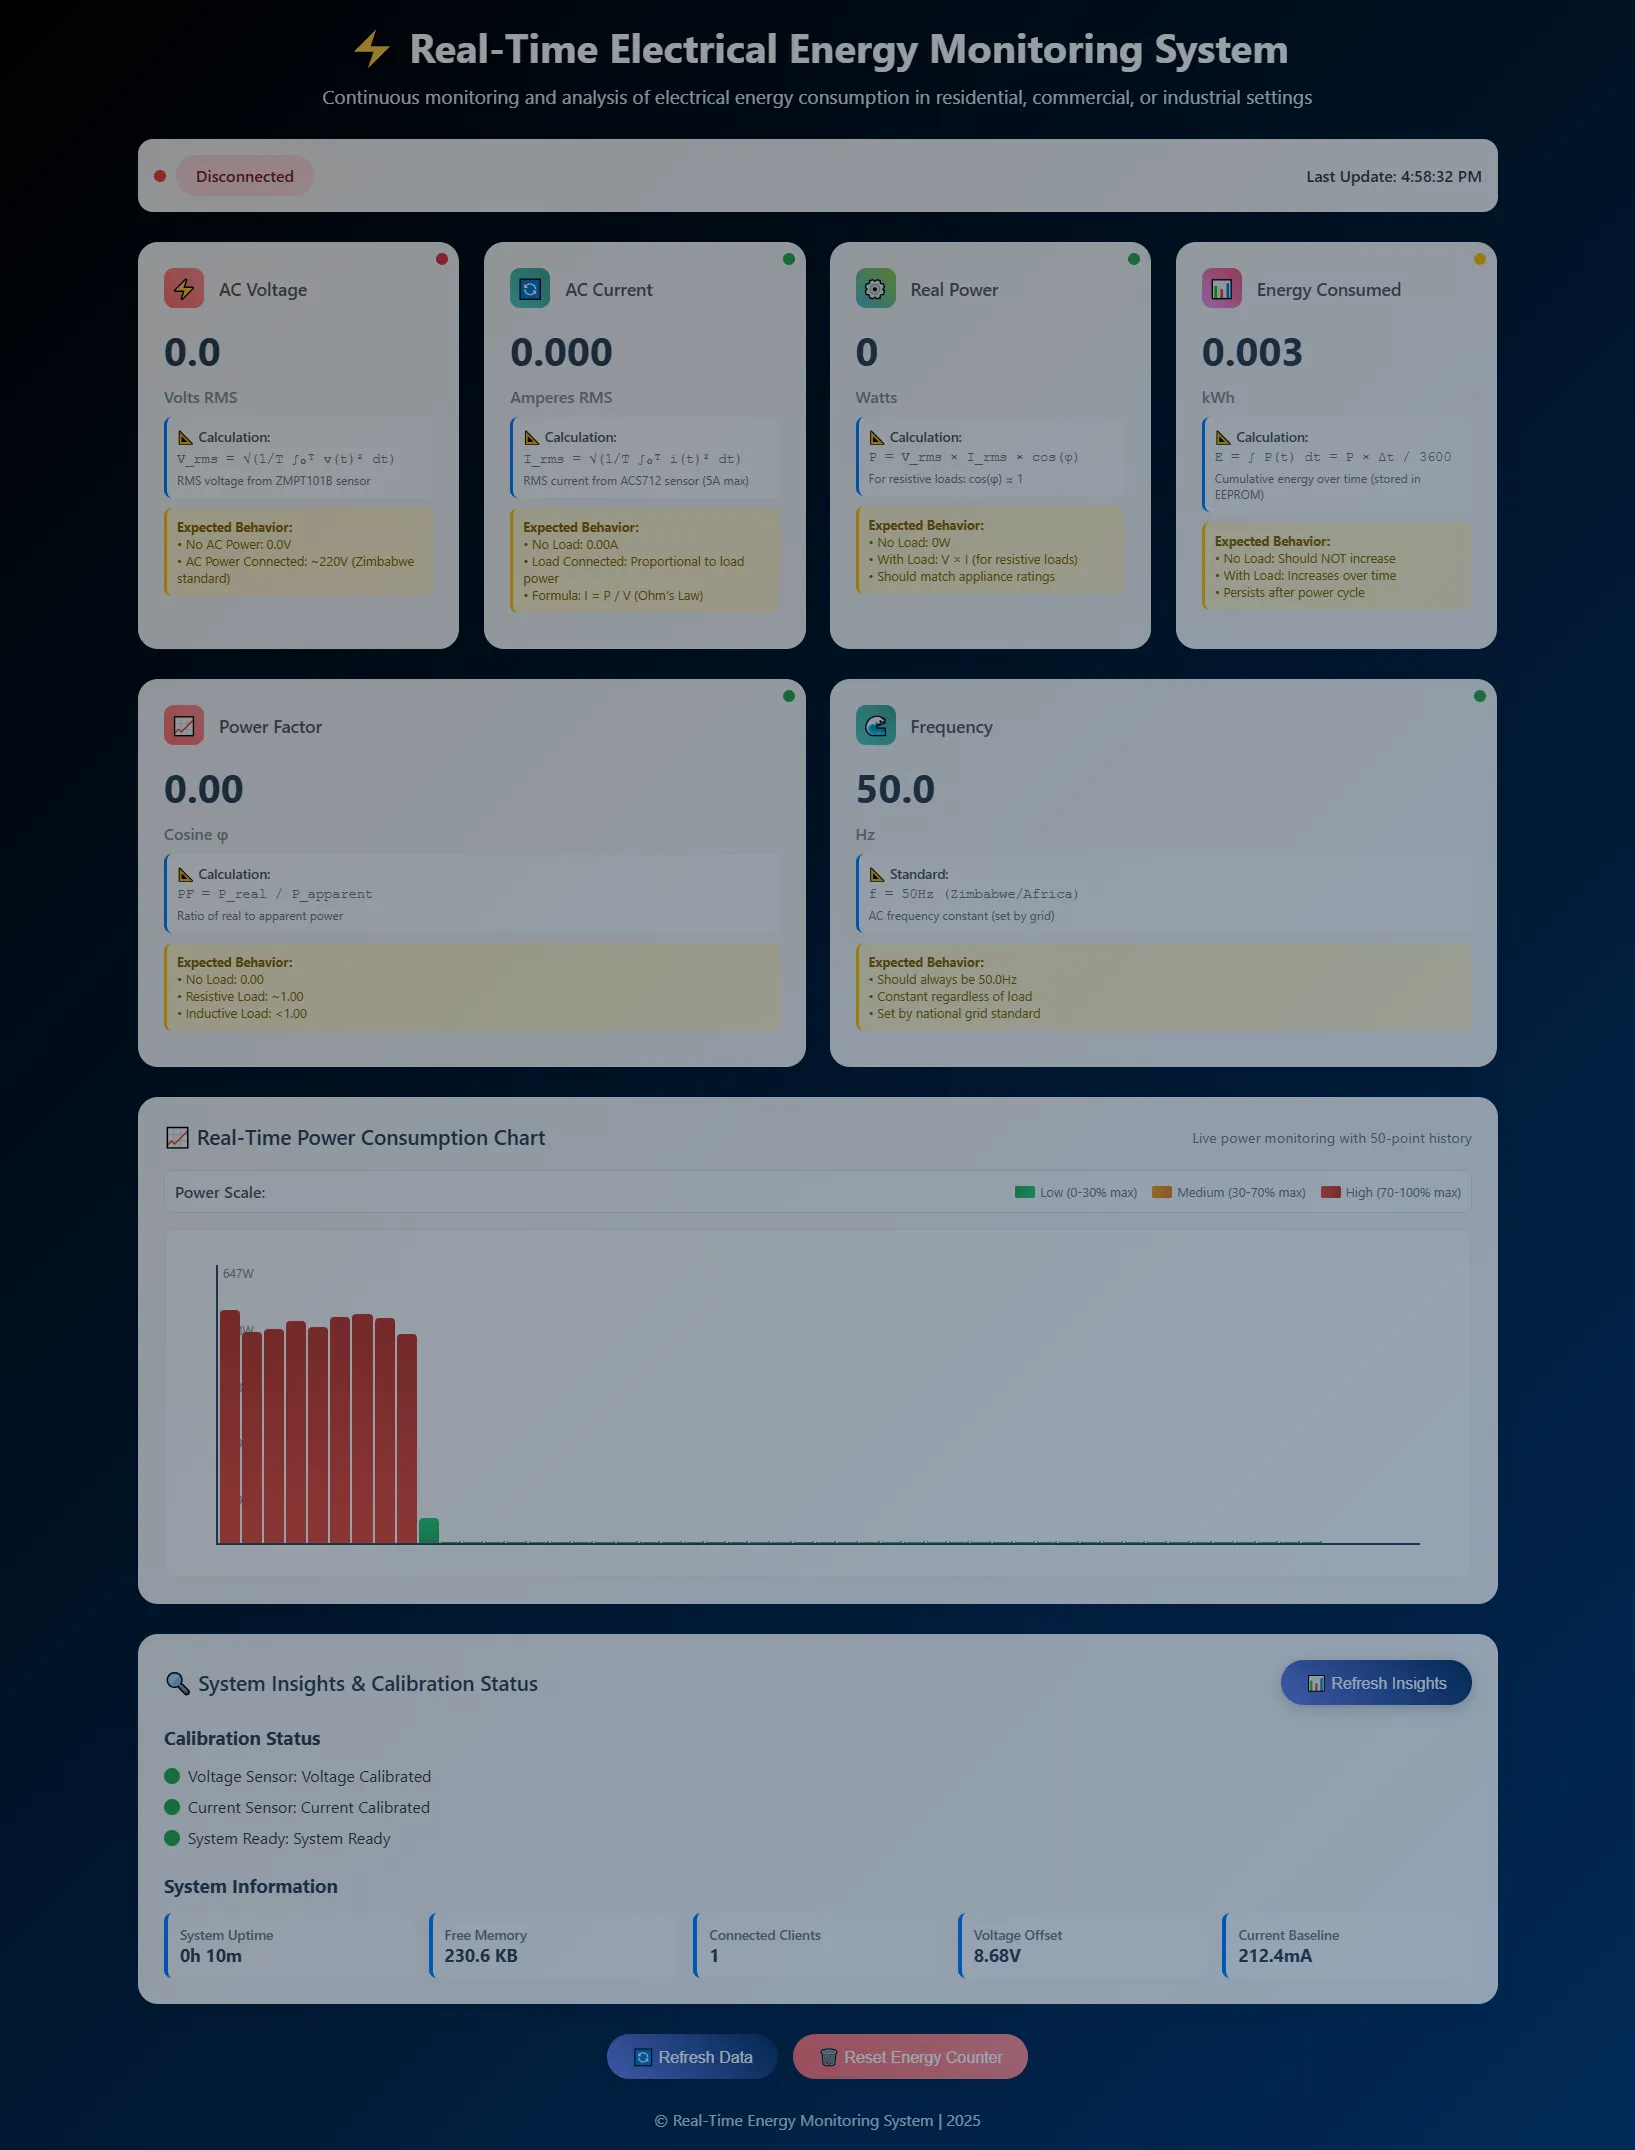 ⚡ Real-Time Electrical Energy Monitoring System
Continuous monitoring and analysis of electrical energy consumption in residential, commercial, or industrial settings
Disconnected
Last Update: 4:58:32 PM
AC Voltage
0.0
Volts RMS
📐 Calculation:
V_rms = √(1/T ∫₀ᵀ v(t)² dt)
RMS voltage from ZMPT101B sensor
Expected Behavior:
• No AC Power: 0.0V
• AC Power Connected: ~220V (Zimbabwe
standard)
AC Current
0.000
Amperes RMS
📐 Calculation:
I_rms = √(1/T ∫₀ᵀ i(t)² dt)
RMS current from ACS712 sensor (5A max)
Expected Behavior:
• No Load: 0.00A
• Load Connected: Proportional to load
power
• Formula: I = P / V (Ohm's Law)
Real Power
0
Watts
📐 Calculation:
P = V_rms × I_rms × cos(φ)
For resistive loads: cos(φ) ≈ 1
Expected Behavior:
• No Load: 0W
• With Load: V × I (for resistive loads)
• Should match appliance ratings
Energy Consumed
0.003
kWh
📐 Calculation:
E = ∫ P(t) dt = P × Δt / 3600
Cumulative energy over time (stored in
EEPROM)
Expected Behavior:
• No Load: Should NOT increase
• With Load: Increases over time
• Persists after power cycle
Power Factor
0.00
Cosine φ
📐 Calculation:
PF = P_real / P_apparent
Ratio of real to apparent power
Expected Behavior:
• No Load: 0.00
• Resistive Load: ~1.00
• Inductive Load: <1.00
Frequency
50.0
Hz
📐 Standard:
f = 50Hz (Zimbabwe/Africa)
AC frequency constant (set by grid)
Expected Behavior:
• Should always be 50.0Hz
• Constant regardless of load
• Set by national grid standard
📈 Real-Time Power Consumption Chart
Live power monitoring with 50-point history
Power Scale:
Low (0-30% max)
Medium (30-70% max)
High (70-100% max)
647W
🔍 System Insights & Calibration Status
📊 Refresh Insights
Calibration Status
Voltage Sensor: Voltage Calibrated
Current Sensor: Current Calibrated
System Ready: System Ready
System Information
System Uptime
0h 10m
Free Memory
230.6 KB
Connected Clients
1
Voltage Offset
8.68V
Current Baseline
212.4mA
🔄 Refresh Data
🗑️ Reset Energy Counter
© Real-Time Energy Monitoring System | 2025